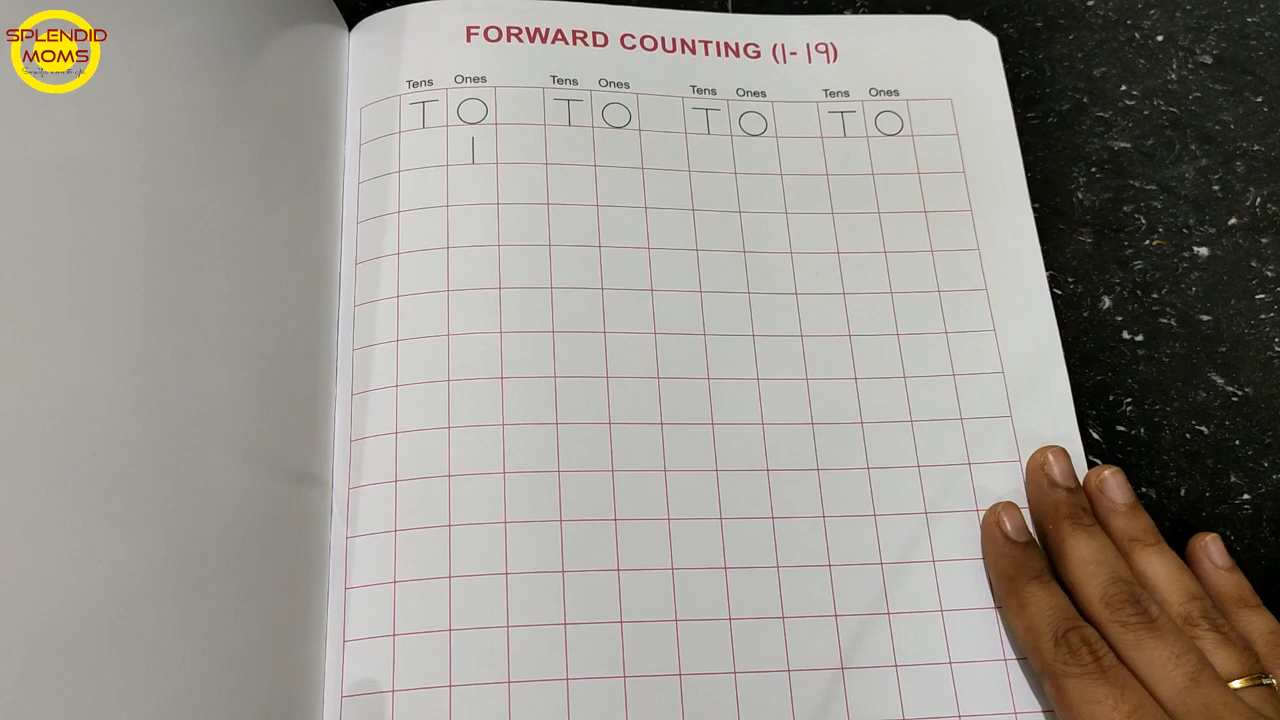 SPLENDID
MOMS
FORWARD COUNTING (1-19)
Tens Ones Tens Ones Tens Ones Tens Ones
T O T O T O T O
1